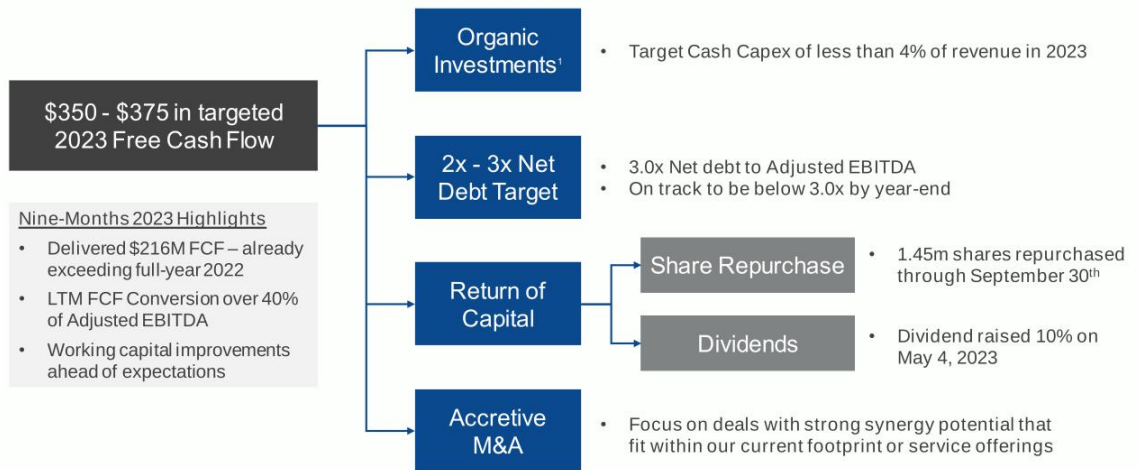 $350 - $375 in targeted
2023 Free Cash Flow
Nine-Months 2023 Highlights
• Delivered $216M FCF – already
exceeding full-year 2022
• LTM FCF Conversion over 40%
of Adjusted EBITDA
• Working capital improvements
ahead of expectations
Organic
Investments¹
• Target Cash Capex of less than 4% of revenue in 2023
2x - 3x Net
Debt Target
• 3.0x Net debt to Adjusted EBITDA
• On track to be below 3.0x by year-end
Return of
Capital
Share Repurchase
• 1.45m shares repurchased
through September 30th
Dividends
• Dividend raised 10% on
May 4, 2023
Accretive
M&A
• Focus on deals with strong synergy potential that
fit within our current footprint or service offerings